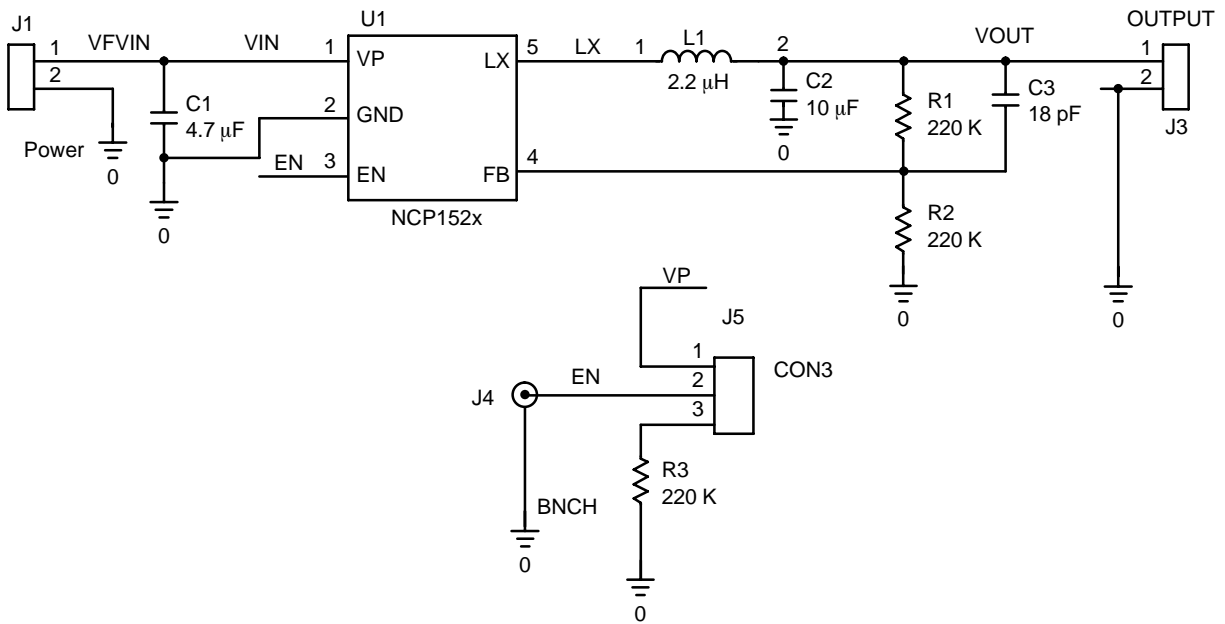 J1
1
VFVIN
VIN
2
Power
0
C1
4.7 μF
0
EN
U1
1
VP
2
GND
3
EN
LX
5
FB
4
NCP152x
LX
1
L1
2
2.2 μH
C2
10 μF
0
VOUT
R1
220 K
C3
18 pF
R2
220 K
0
OUTPUT
1
2
J3
0
VP
J5
1
EN
2
3
CON3
J4
BNCH
0
R3
220 K
0